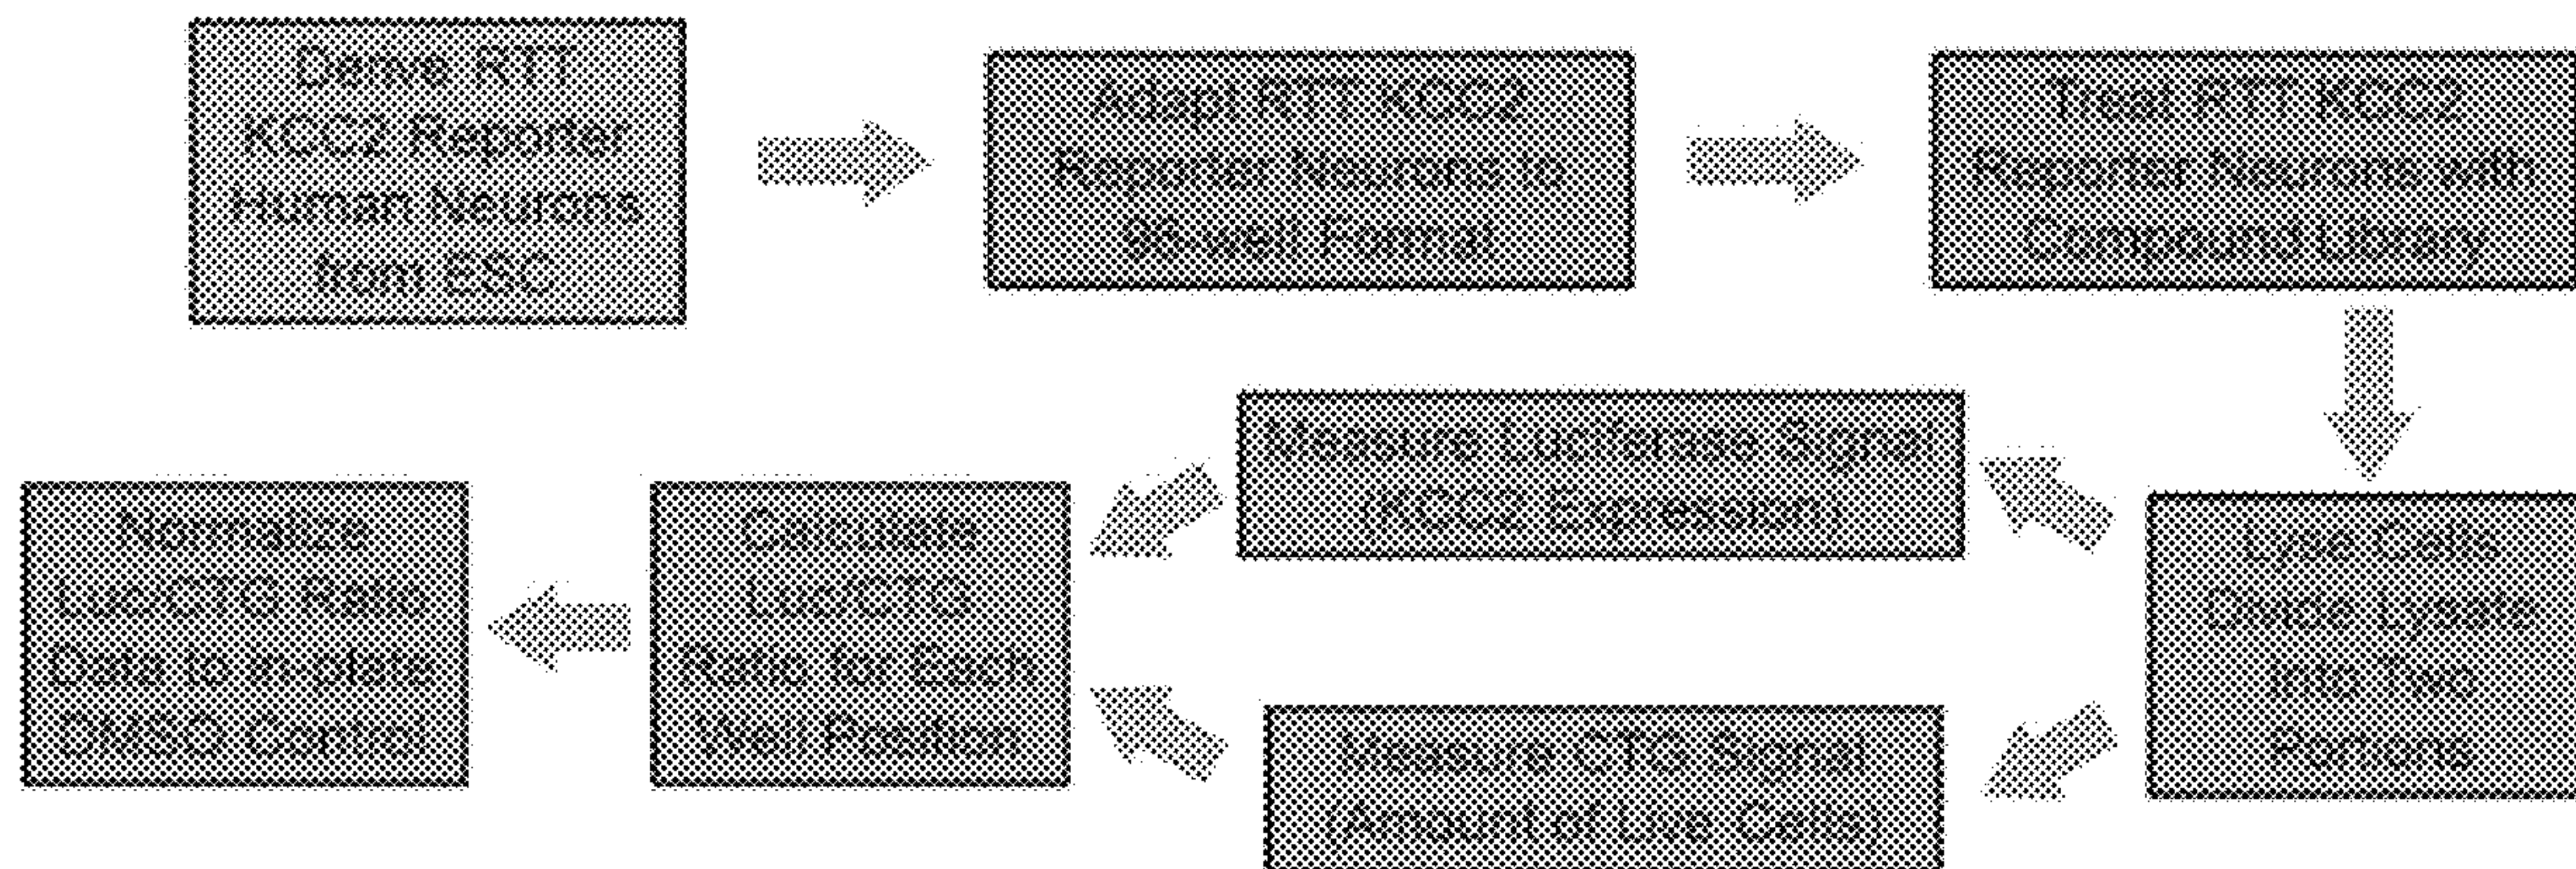 Derive RTT
KCC2 Reporter
Human Neurons
from ESC
Adapt RTT KCC2
Reporter Neurons to
96-well Format
Treat RTT KCC2
Reporter Neurons with
Compound Library
Lyse Cells
Divide Lysate
into Two
Portions
Measure Luciferase Signal
(KCC2 Expression)
Measure CTG Signal
(Amount of Live Cells)
Calculate
Luc/CTG
Ratio for Each
Well Position
Normalize
Luc/CTG Ratio
Data to in-plate
DMSO Control